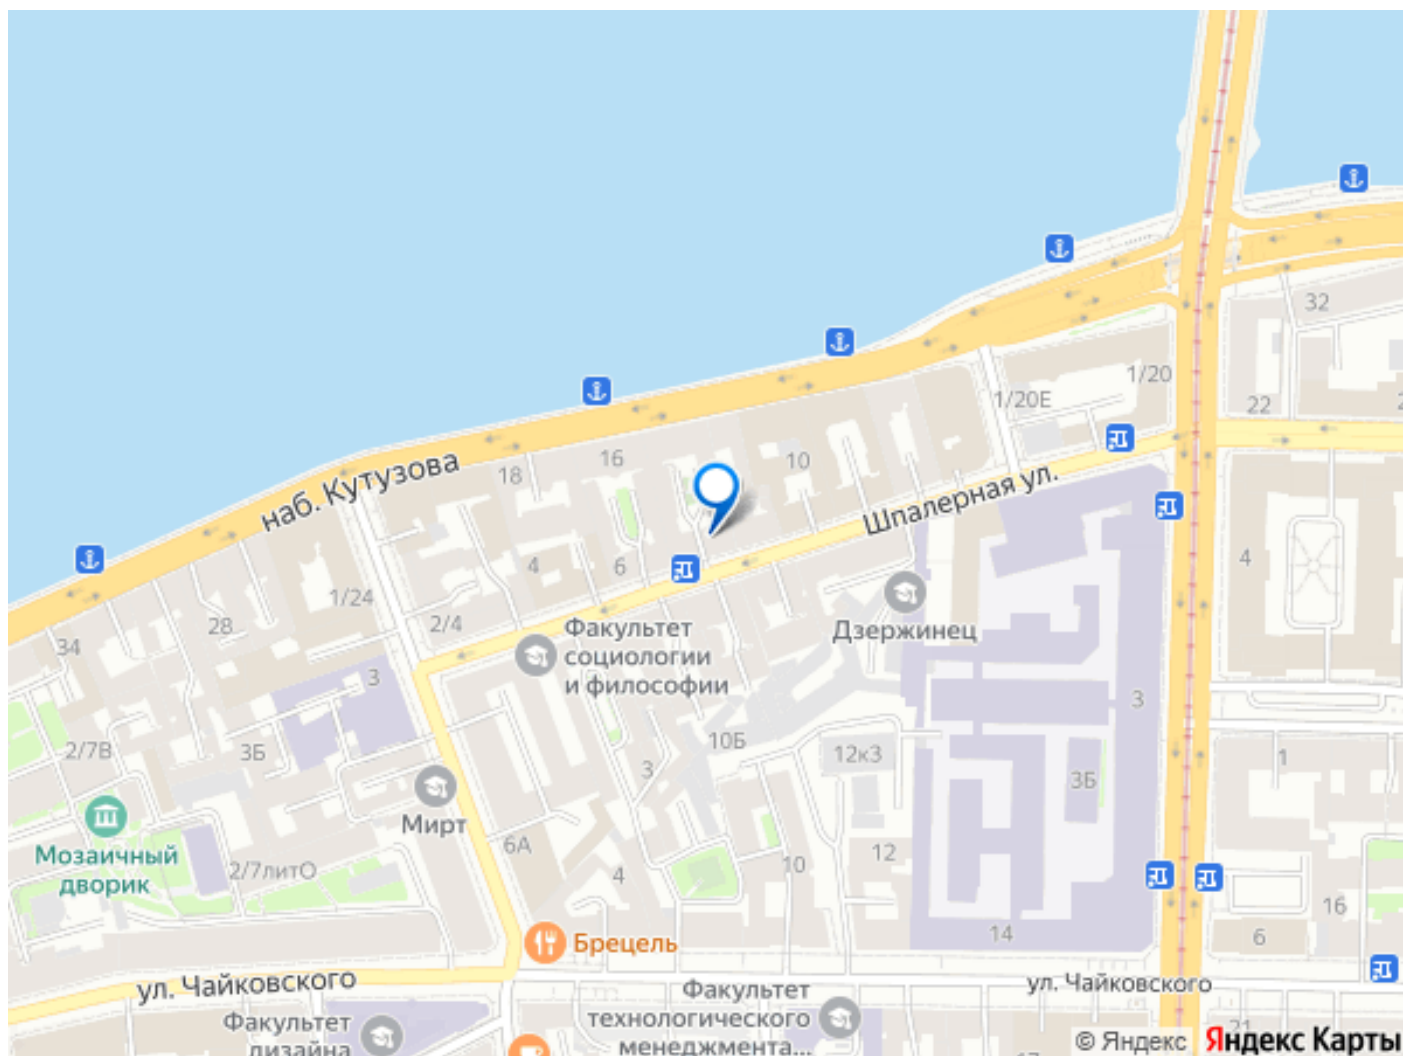 32
1/20
1/20Е
22
наб. Кутузова
18
16
10
Шпалерная ул.
4
6
4
1/24
2/4
28
34
Факультет
социологии
и философии
Дзержинец
3
3
2/7В
3Б
10Б
12к3
3
3Б
1
Мирт
Мозаичный
дворик
2/7литО
6А
4
10
12
14
16
6
Брецель
ул. Чайковского
ул. Чайковского
Факультет
дизайна
Факультет
технологического
менеджмента...
21
17
© Яндекс
Яндекс Карты